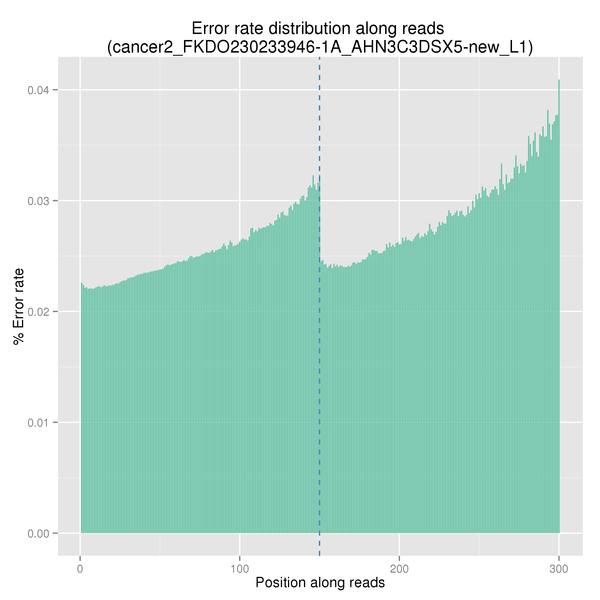 Error rate distribution along reads
(cancer2_FKDO230233946-1A_AHN3C3DSX5-new_L1)
% Error rate
0.04
0.03
0.02
0.01
0.00
0
100
200
300
Position along reads